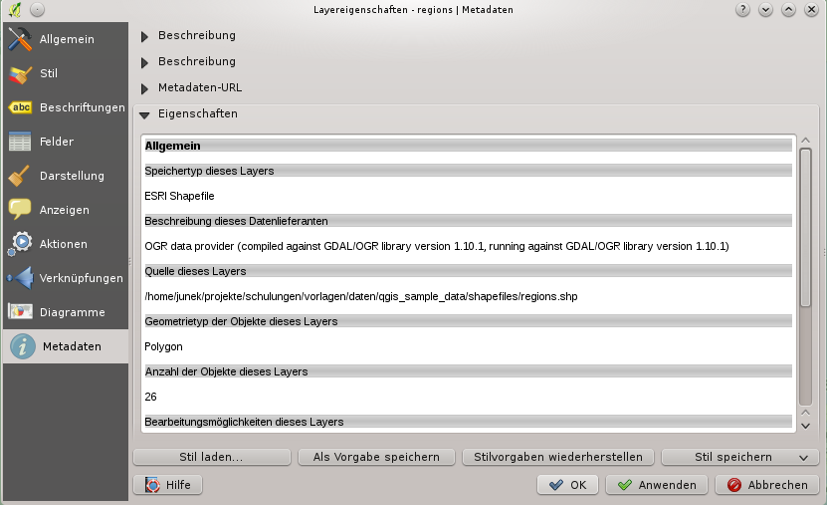 Layereigenschaften - regions | Metadaten
Allgemein
Stil
abc Beschriftungen
Felder
Darstellung
Anzeigen
Aktionen
Verknüpfungen
Diagramme
Metadaten
Beschreibung
Beschreibung
Metadaten-URL
Eigenschaften
Allgemein
Speichertyp dieses Layers
ESRI Shapefile
Beschreibung dieses Datenlieferanten
OGR data provider (compiled against GDAL/OGR library version 1.10.1, running against GDAL/OGR library version 1.10.1)
Quelle dieses Layers
/home/junek/projekte/schulungen/vorlagen/daten/qgis_sample_data/shapefiles/regions.shp
Geometrietyp der Objekte dieses Layers
Polygon
Anzahl der Objekte dieses Layers
26
Bearbeitungsmöglichkeiten dieses Layers
Stil laden... Als Vorgabe speichern Stilvorgaben wiederherstellen Stil speichern
Hilfe OK Anwenden Abbrechen